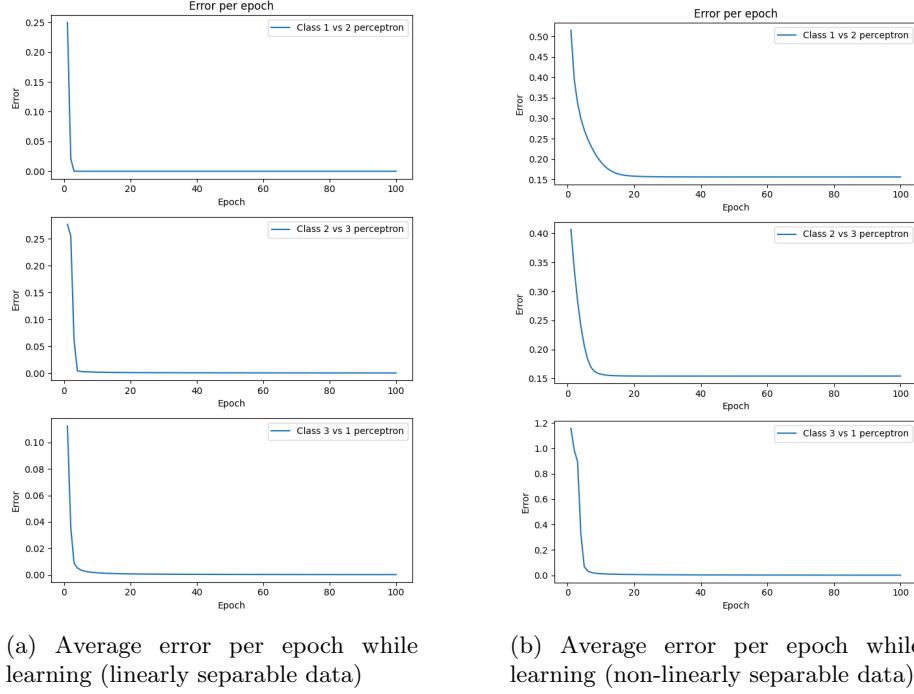 Error per epoch
0.25
0.20
0.15
0.10
0.05
0.00
Error
Class 1 vs 2 perceptron
0 20 40 60 80 100
Epoch
0.25
0.20
0.15
0.10
0.05
0.00
Error
Class 2 vs 3 perceptron
0 20 40 60 80 100
Epoch
0.10
0.08
0.06
0.04
0.02
0.00
Error
Class 3 vs 1 perceptron
0 20 40 60 80 100
Epoch
(a) Average error per epoch while
learning (linearly separable data)
Error per epoch
0.50
0.45
0.40
0.35
0.30
0.25
0.20
0.15
Error
Class 1 vs 2 perceptron
0 20 40 60 80 100
Epoch
0.40
0.35
0.30
0.25
0.20
0.15
Error
Class 2 vs 3 perceptron
0 20 40 60 80 100
Epoch
1.2
1.0
0.8
0.6
0.4
0.2
0.0
Error
Class 3 vs 1 perceptron
0 20 40 60 80 100
Epoch
(b) Average error per epoch while
learning (non-linearly separable data)